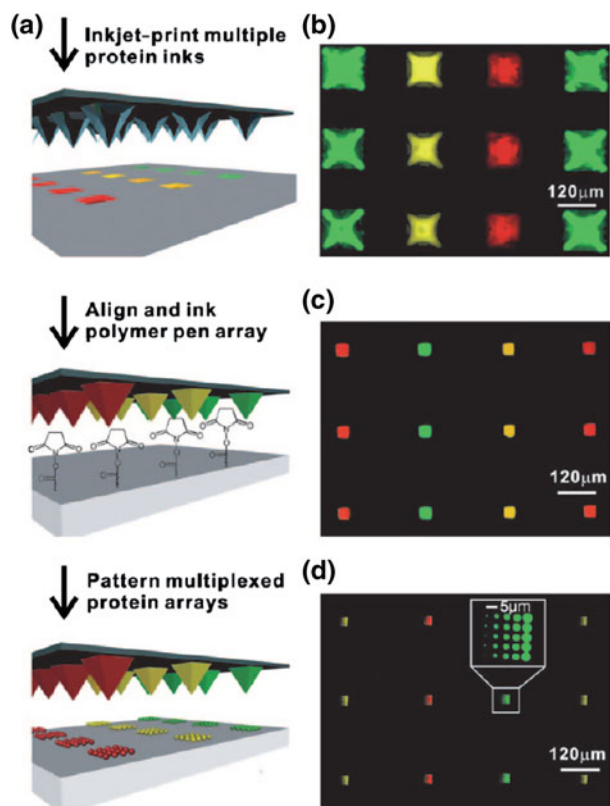 (a)
Inkjet-print multiple
protein inks
(b)
120μm
Align and ink
polymer pen array
(c)
O
O
O
O
O
O
O
O
N
N
N
N
O
O
O
O
O
O
O
O
120μm
Pattern multiplexed
protein arrays
(d)
5μm
120μm